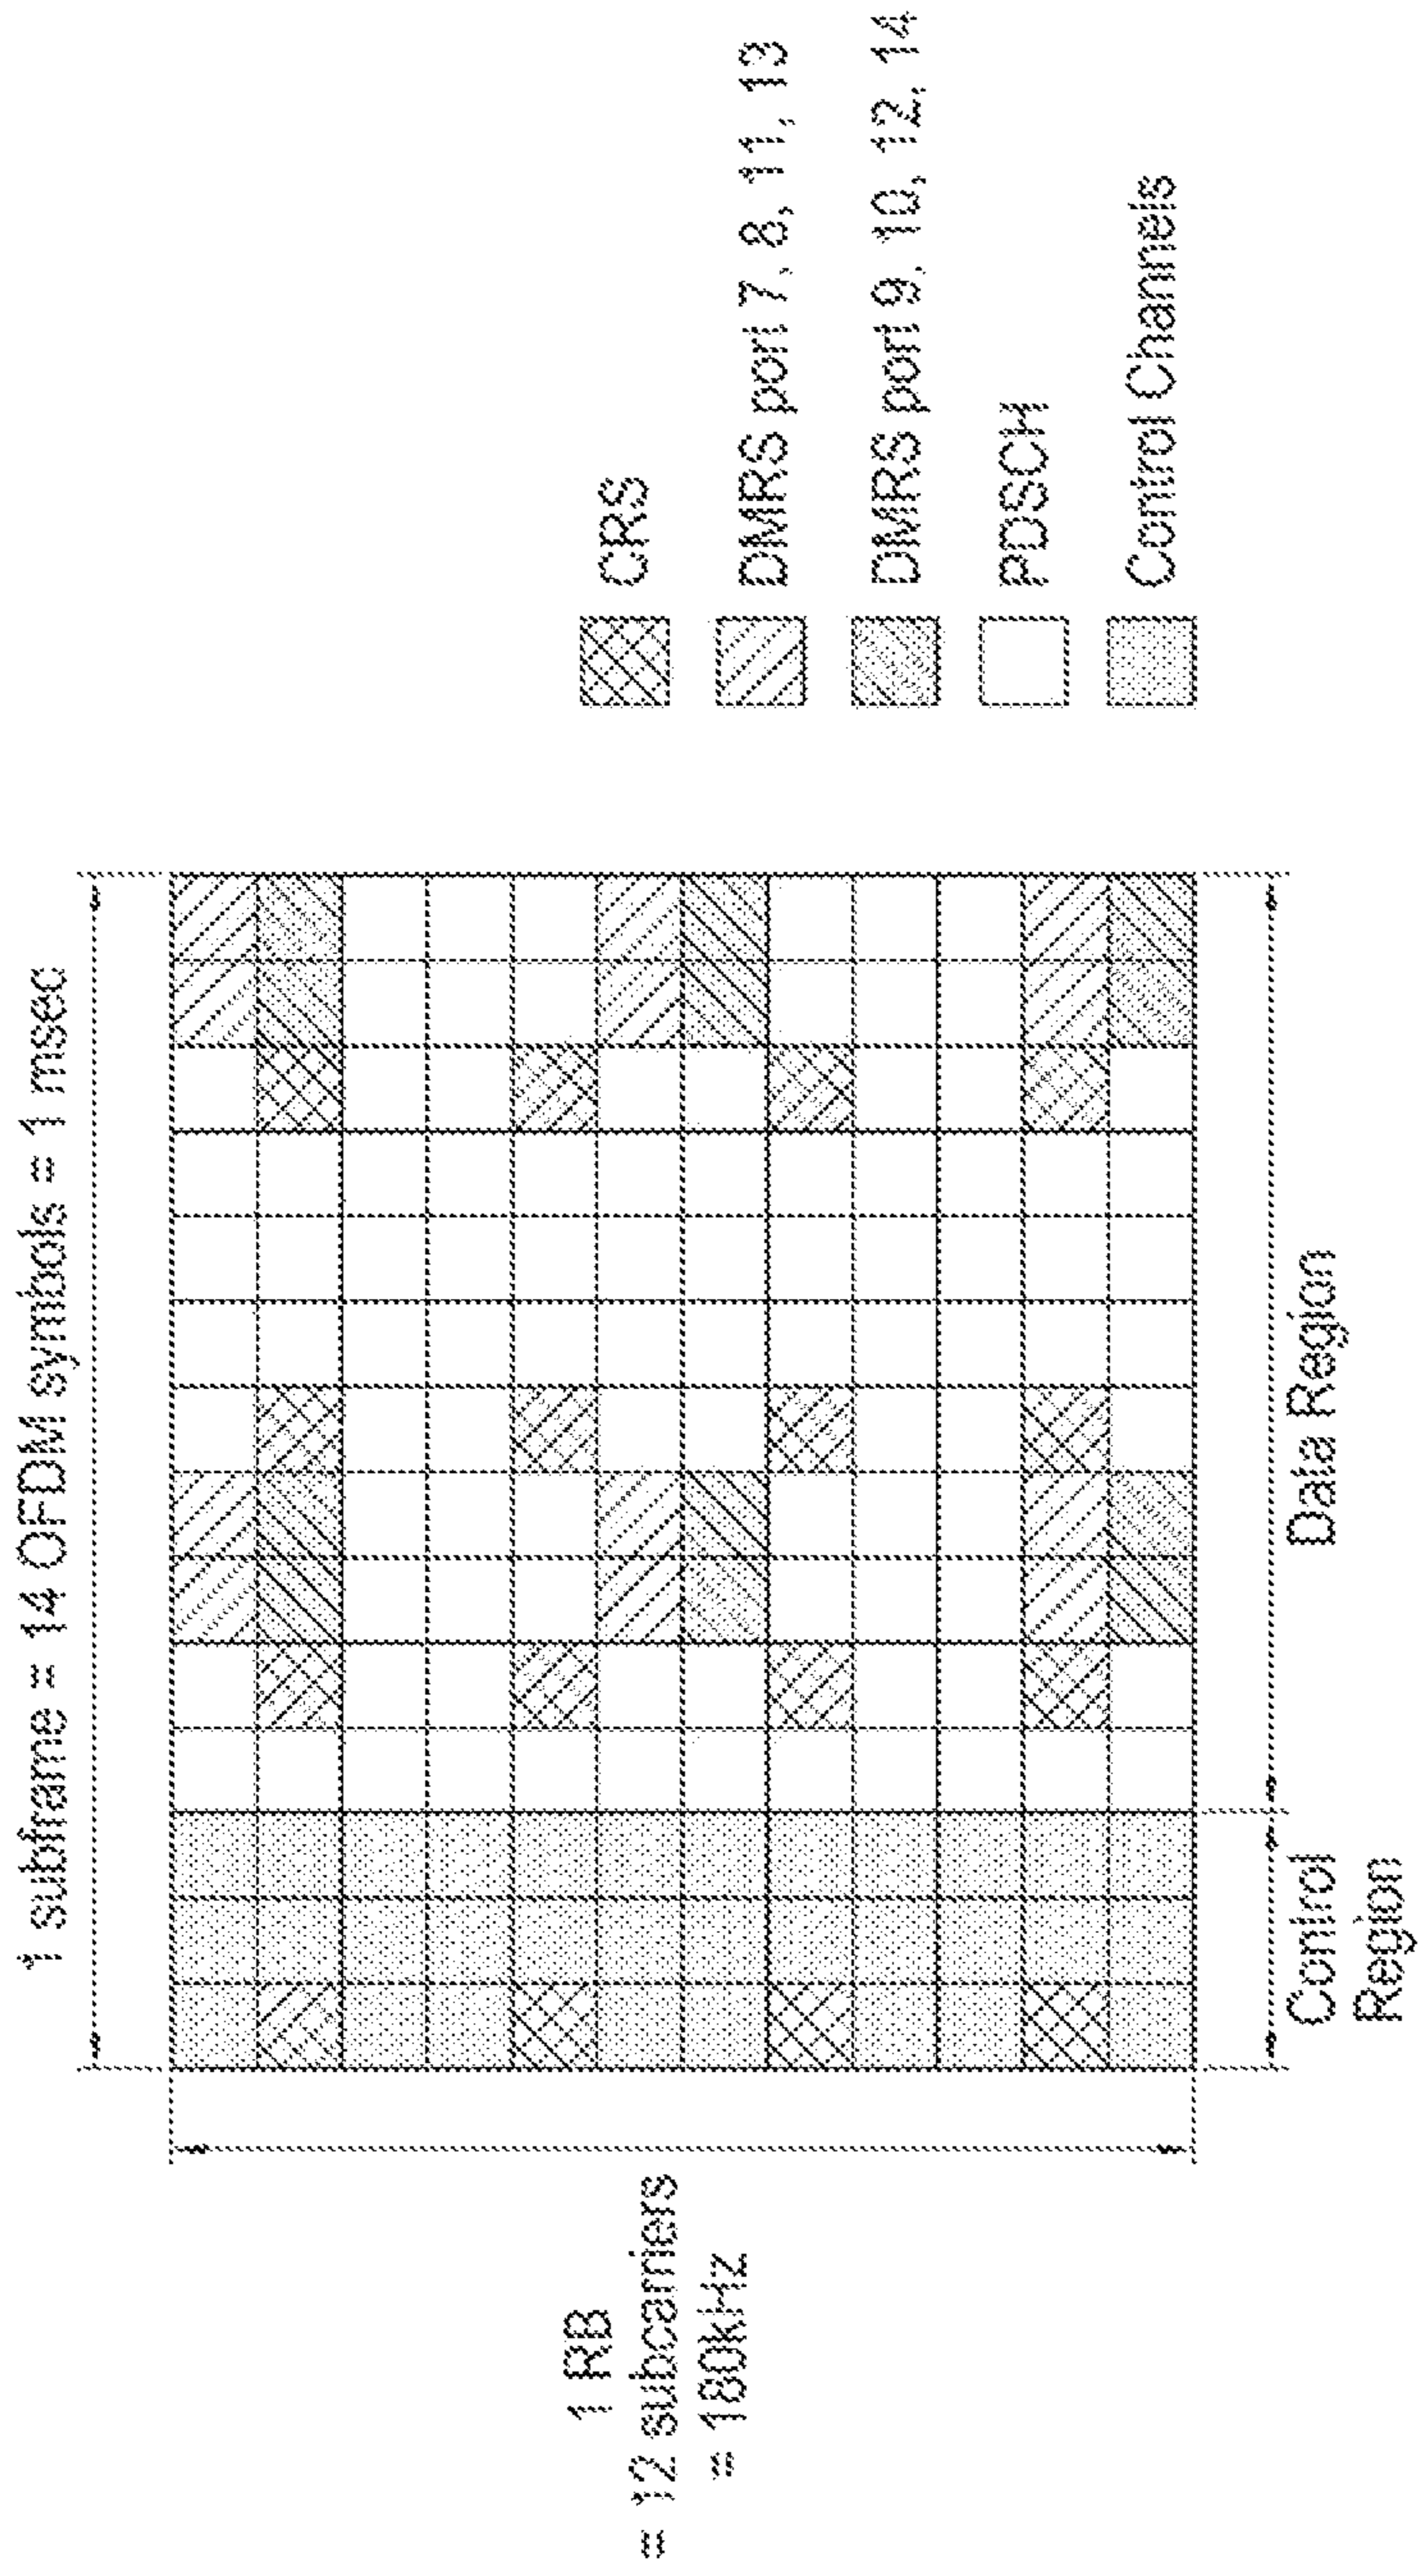 1 subframe = 14 OFDM symbols = 1 msec
1 RB
= 12 subcarriers
= 180kHz
Control
Region
Data Region
CRS
DMRS port 7, 8, 11, 13
DMRS port 9, 10, 12, 14
PDSCH
Control Channels